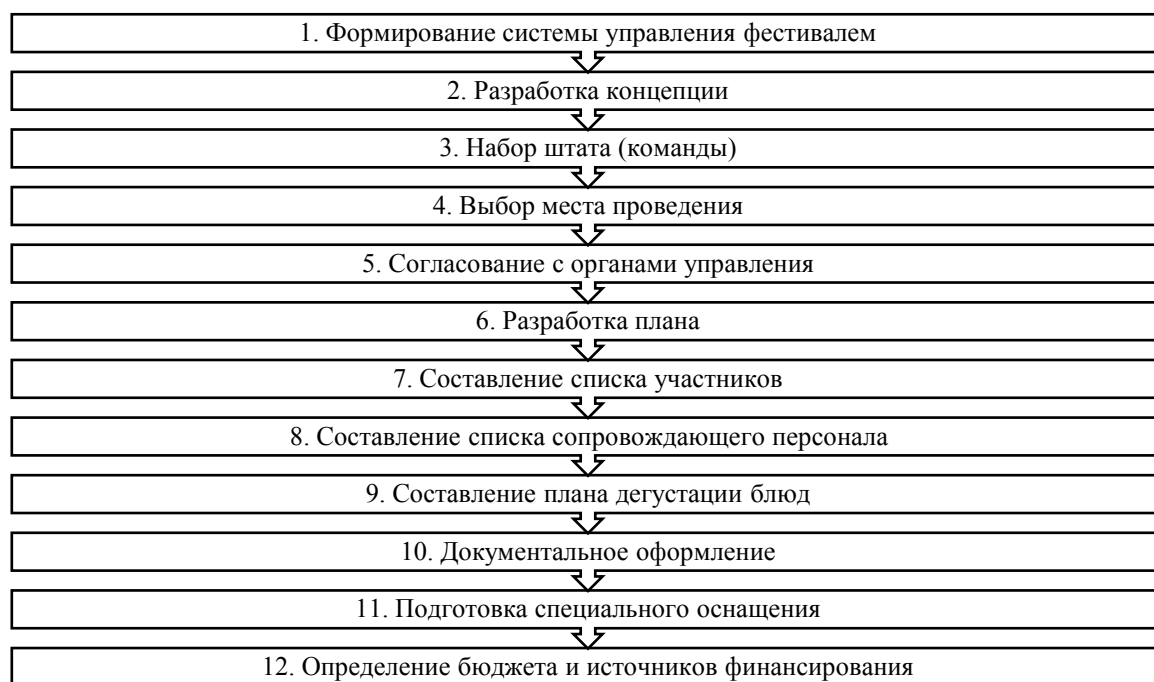 1. Формирование системы управления фестивалем
2. Разработка концепции
3. Набор штата (команды)
4. Выбор места проведения
5. Согласование с органами управления
6. Разработка плана
7. Составление списка участников
8. Составление списка сопровождающего персонала
9. Составление плана дегустации блюд
10. Документальное оформление
11. Подготовка специального оснащения
12. Определение бюджета и источников финансирования